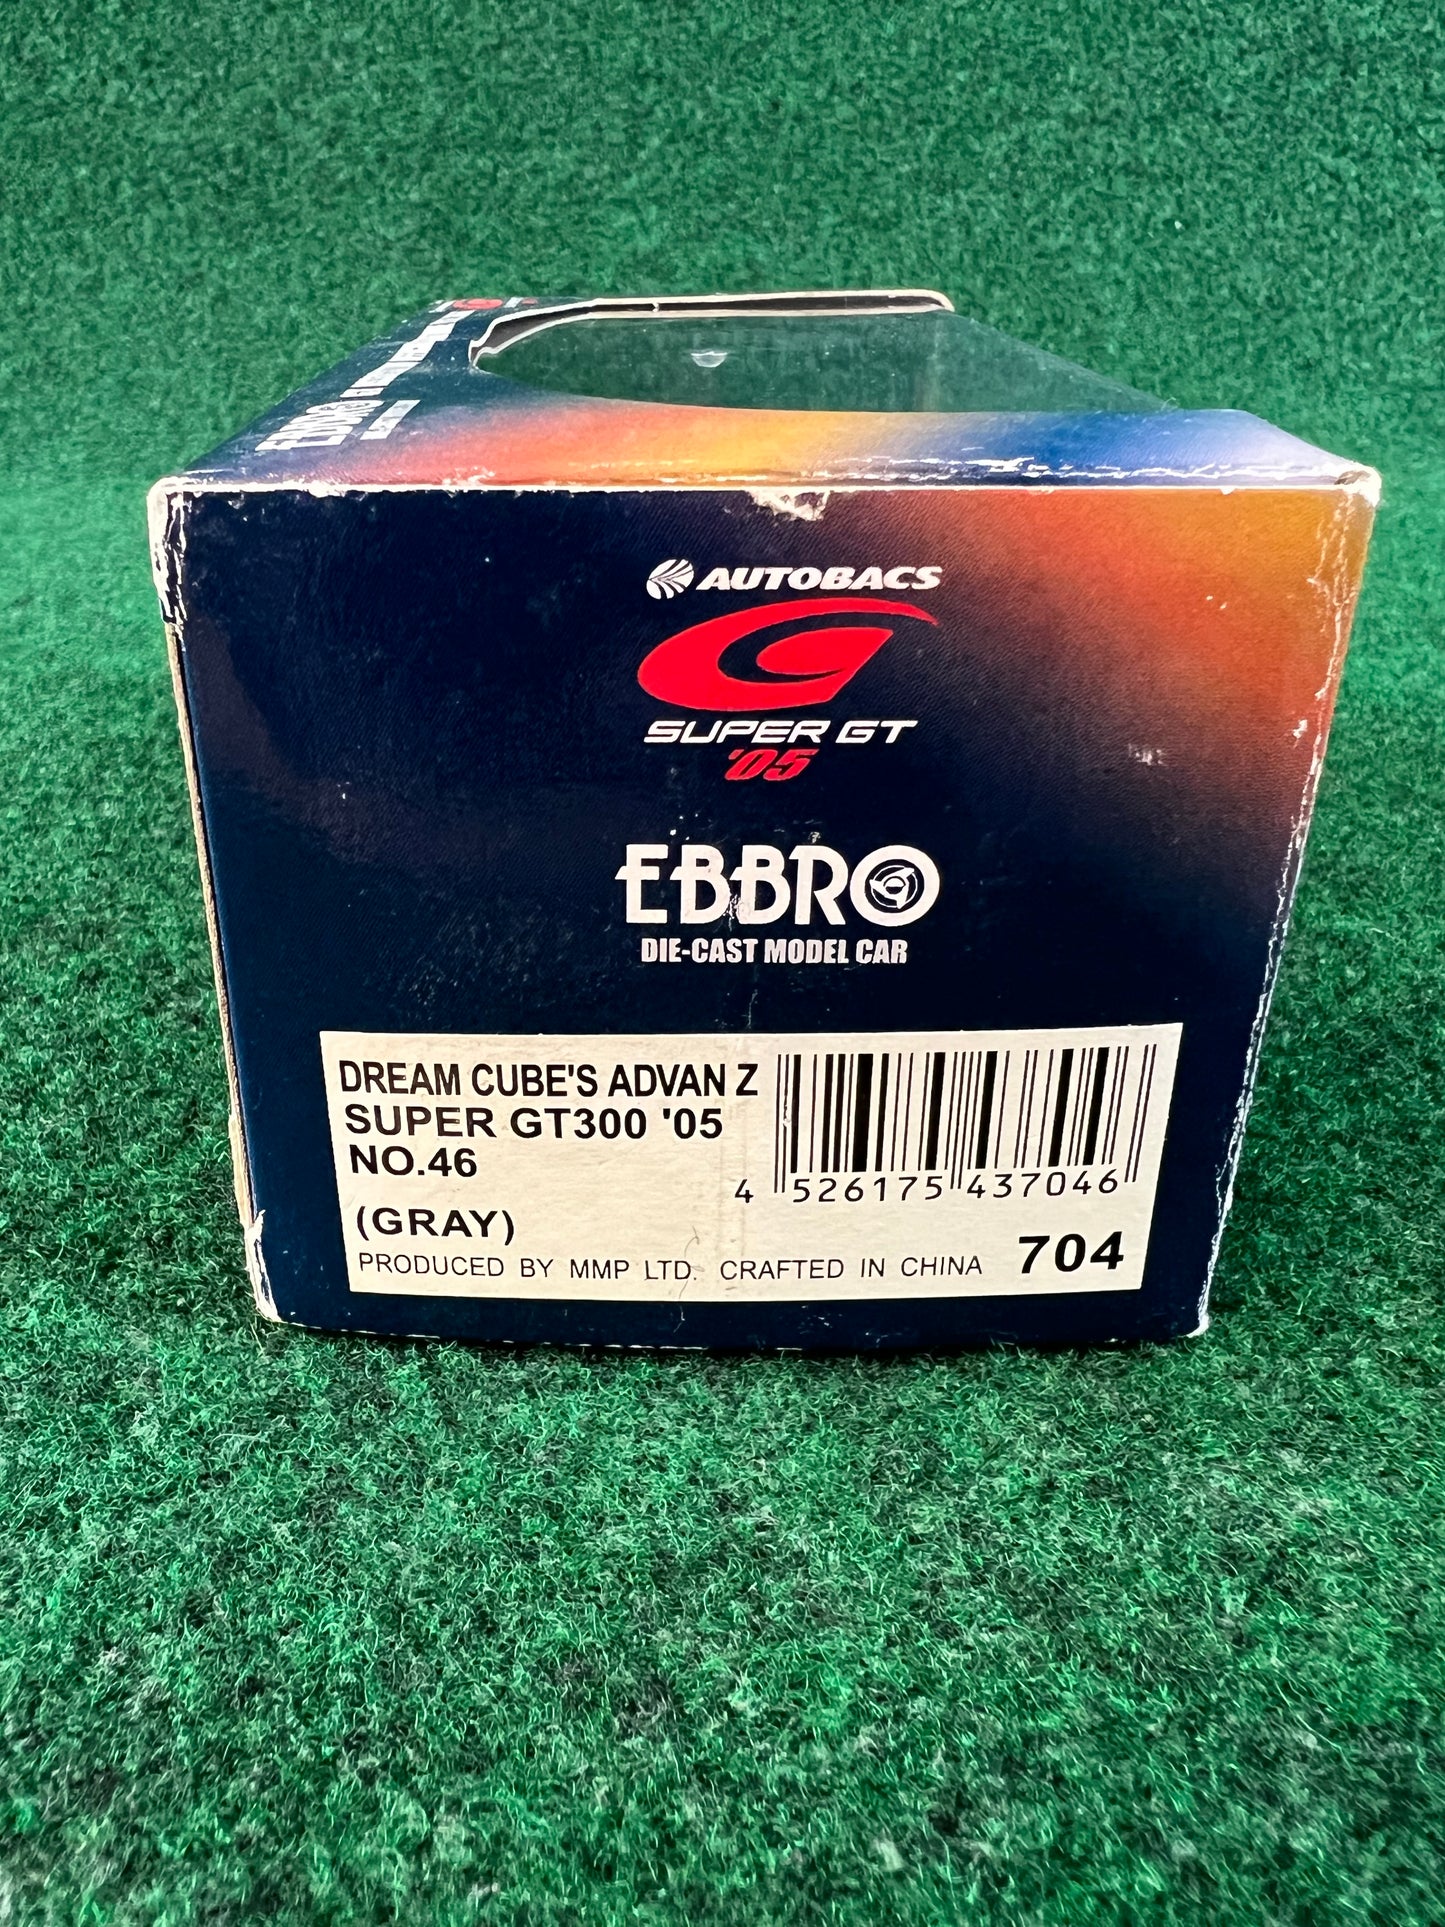 EBBRO
AUTOBACS
SUPER GT
'05
EBBRO
DIE-CAST MODEL CAR
DREAM CUBE'S ADVAN Z
SUPER GT300 '05
NO.46
(GRAY)
4 526175 437046
PRODUCED BY MMP LTD. CRAFTED IN CHINA
704